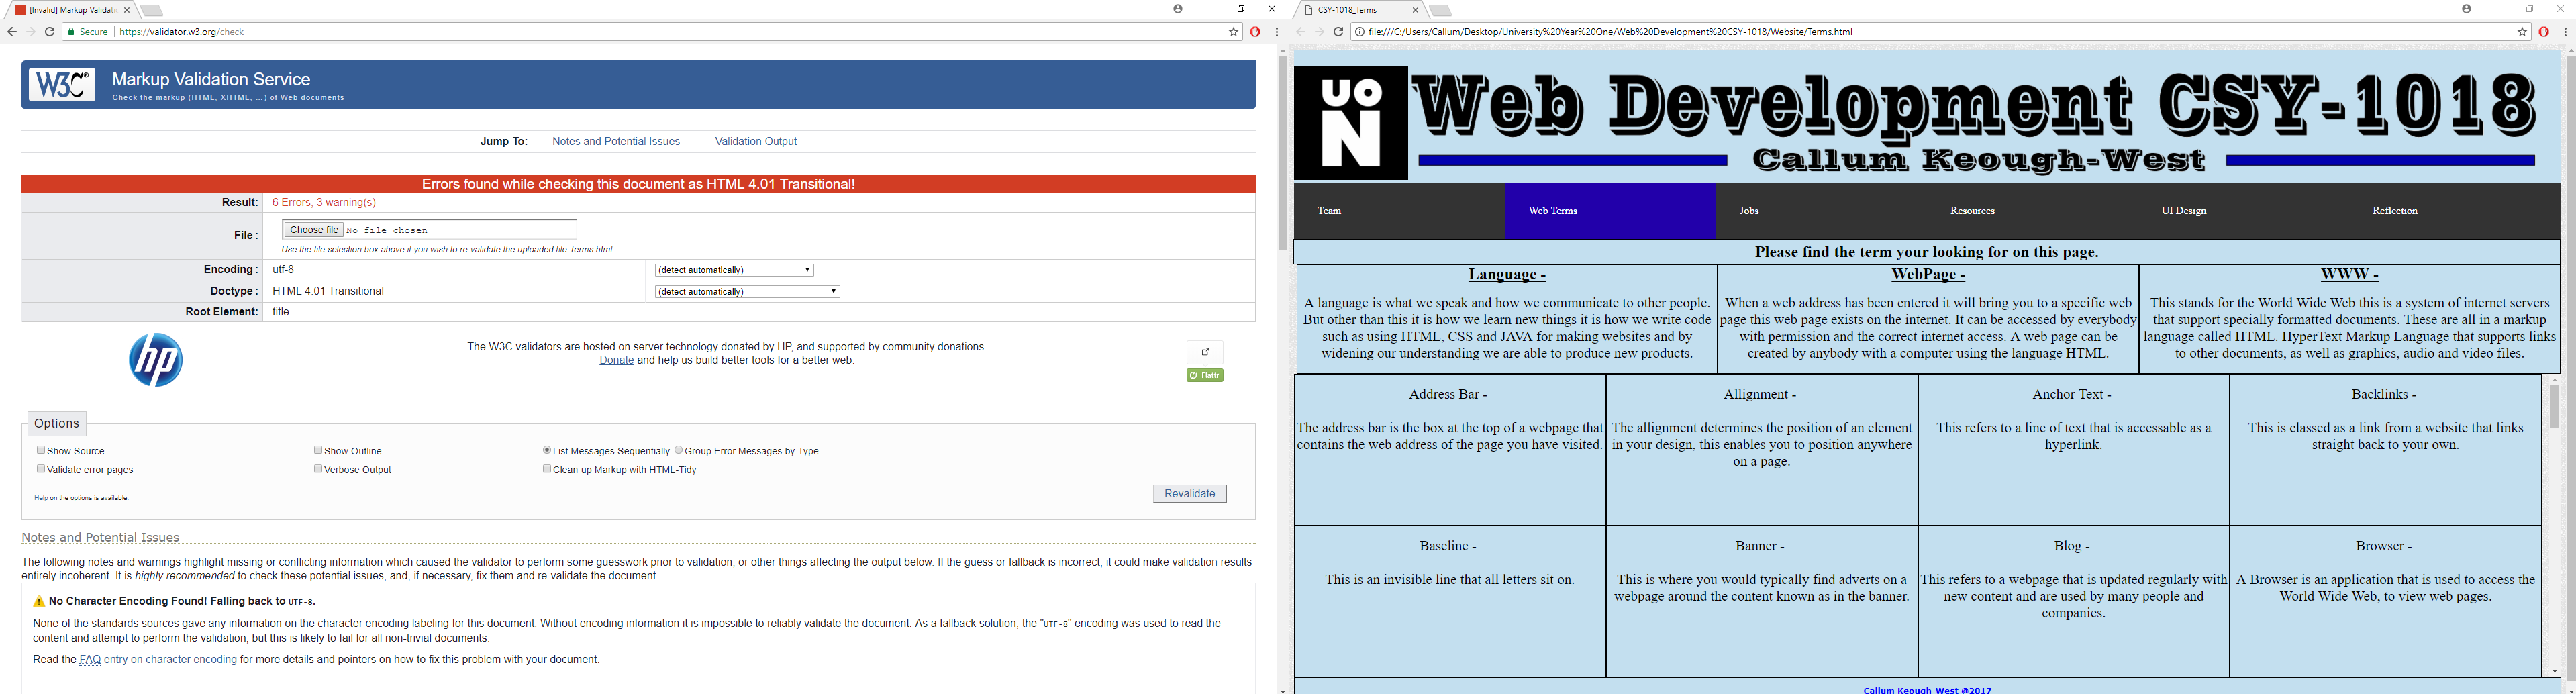 [Invalid] Markup Validati
Secure
https://validator.w3.org/check
W3C®
Markup Validation Service
Check the markup (HTML, XHTML, …) of Web documents
Jump To: Notes and Potential Issues Validation Output
Errors found while checking this document as HTML 4.01 Transitional!
Result: 6 Errors, 3 warning(s)
File : Choose file No file chosen
Use the file selection box above if you wish to re-validate the uploaded file Terms.html
Encoding : utf-8 (detect automatically)
Doctype : HTML 4.01 Transitional (detect automatically)
Root Element: title
hp
The W3C validators are hosted on server technology donated by HP, and supported by community donations.
Donate and help us build better tools for a better web.
Flattr
Options
Show Source Show Outline List Messages Sequentially Group Error Messages by Type
Validate error pages Verbose Output Clean up Markup with HTML-Tidy
Help on the options is available.
Revalidate
Notes and Potential Issues
The following notes and warnings highlight missing or conflicting information which caused the validator to perform some guesswork prior to validation, or other things affecting the output below. If the guess or fallback is incorrect, it could make validation results
entirely incoherent. It is highly recommended to check these potential issues, and, if necessary, fix them and re-validate the document.
No Character Encoding Found! Falling back to UTF-8.
None of the standards sources gave any information on the character encoding labeling for this document. Without encoding information it is impossible to reliably validate the document. As a fallback solution, the "UTF-8" encoding was used to read the
content and attempt to perform the validation, but this is likely to fail for all non-trivial documents.
Read the FAQ entry on character encoding for more details and pointers on how to fix this problem with your document.
CSY-1018_Terms
file:///C:/Users/Callum/Desktop/University%20Year%20One/Web%20Development%20CSY-1018/Website/Terms.html
UON
Web Development CSY-1018
Callum Keough-West
Team Web Terms Jobs Resources UI Design Reflection
Please find the term your looking for on this page.
Language -
A language is what we speak and how we communicate to other people.
But other than this it is how we learn new things it is how we write code
such as using HTML, CSS and JAVA for making websites and by
widening our understanding we are able to produce new products.
WebPage -
When a web address has been entered it will bring you to a specific web
page this web page exists on the internet. It can be accessed by everybody
with permission and the correct internet access. A web page can be
created by anybody with a computer using the language HTML.
WWW -
This stands for the World Wide Web this is a system of internet servers
that support specially formatted documents. These are all in a markup
language called HTML. HyperText Markup Language that supports links
to other documents, as well as graphics, audio and video files.
Address Bar -
The address bar is the box at the top of a webpage that
contains the web address of the page you have visited.
Allignment -
The allignment determines the position of an element
in your design, this enables you to position anywhere
on a page.
Anchor Text -
This refers to a line of text that is accessable as a
hyperlink.
Backlinks -
This is classed as a link from a website that links
straight back to your own.
Baseline -
This is an invisible line that all letters sit on.
Banner -
This is where you would typically find adverts on a
webpage around the content known as in the banner.
Blog -
This refers to a webpage that is updated regularly with
new content and are used by many people and
companies.
Browser -
A Browser is an application that is used to access the
World Wide Web, to view web pages.
Callum Keough-West @2017